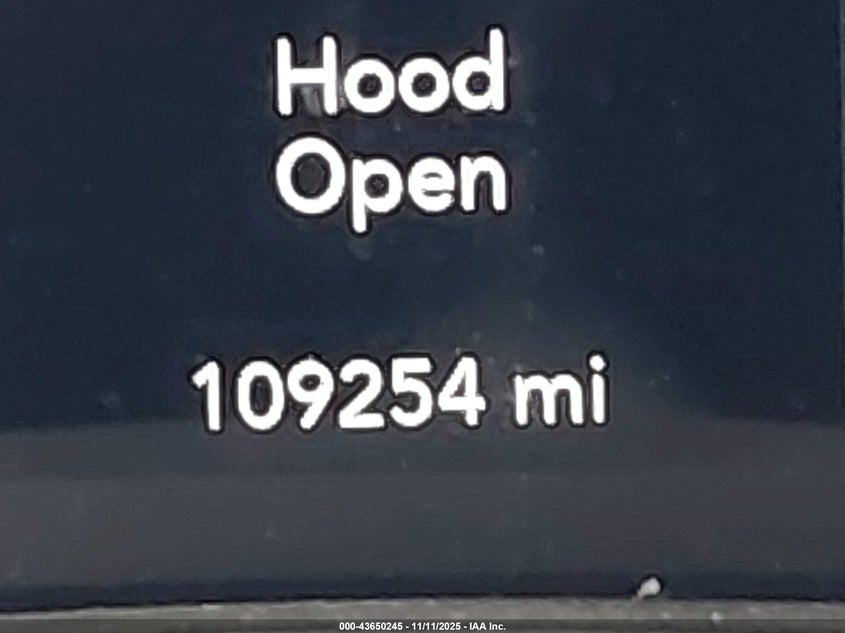 Hood
Open
109254 mi
000-43650245 - 11/11/2025 - IAA Inc.